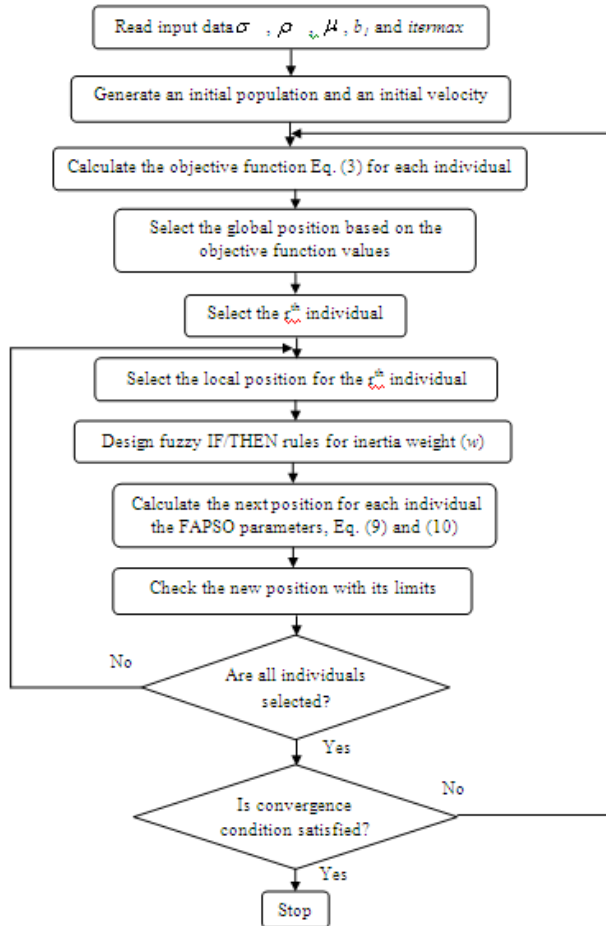 Read input data σ , ρ , μ , b₁ and itermax
Generate an initial population and an initial velocity
Calculate the objective function Eq. (3) for each individual
Select the global position based on the
objective function values
Select the rᵗʰ individual
Select the local position for the rᵗʰ individual
Design fuzzy IF/THEN rules for inertia weight (w)
Calculate the next position for each individual
the FAPSO parameters, Eq. (9) and (10)
Check the new position with its limits
No
Are all individuals
selected?
Yes
No
Is convergence
condition satisfied?
Yes
Stop